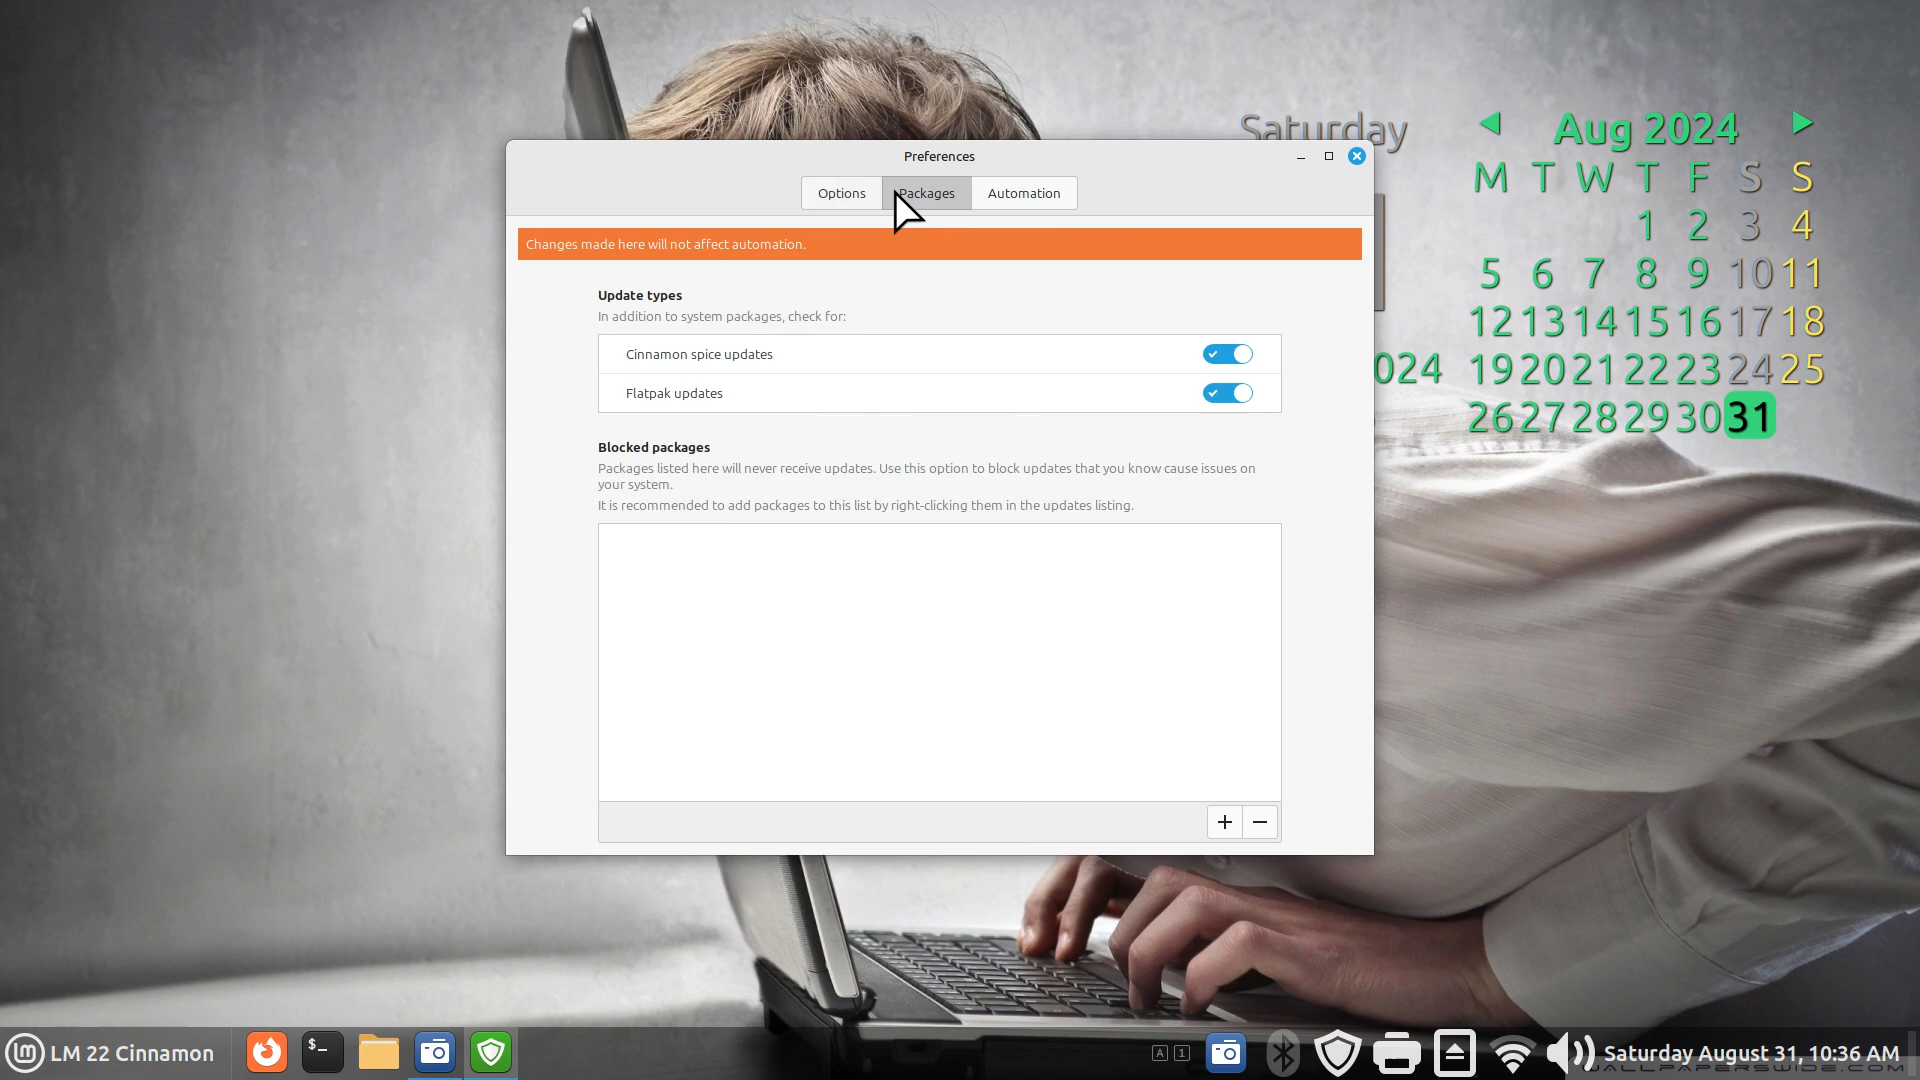 Saturday
Aug 2024
M T W T F S S
1 2 3 4
5 6 7 8 9 10 11
12 13 14 15 16 17 18
024
19 20 21 22 23 24 25
26 27 28 29 30 31
Preferences
Options Packages Automation
Changes made here will not affect automation.
Update types
In addition to system packages, check for:
Cinnamon spice updates
Flatpak updates
Blocked packages
Packages listed here will never receive updates. Use this option to block updates that you know cause issues on
your system.
It is recommended to add packages to this list by right-clicking them in the updates listing.
LM 22 Cinnamon
$_
A 1
Saturday August 31, 10:36 AM
WALLPAPERSWIDE.COM